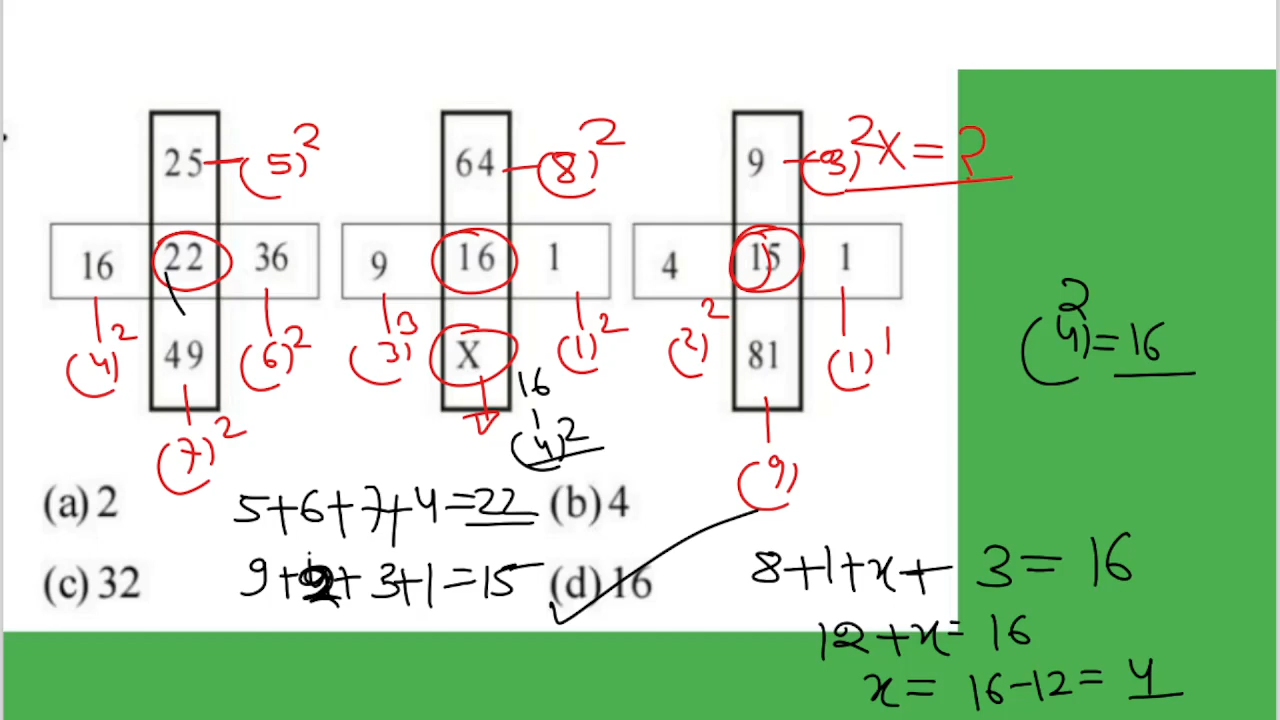 25 (5)² 64 (8)² 9 (3)² X = ?
16 22 36 9 16 1 4 15 1
(4)² 49 (6)² (3)3 X (1)² (2)² 81 (1)¹
(4)² = 16
16
(7)² (4)² (9)
(a) 2 5+6+7+4=22 (b) 4
(c) 32 9+2+3+1=15 (d) 16
8+1+x+3=16
12+x=16
x=16-12=4